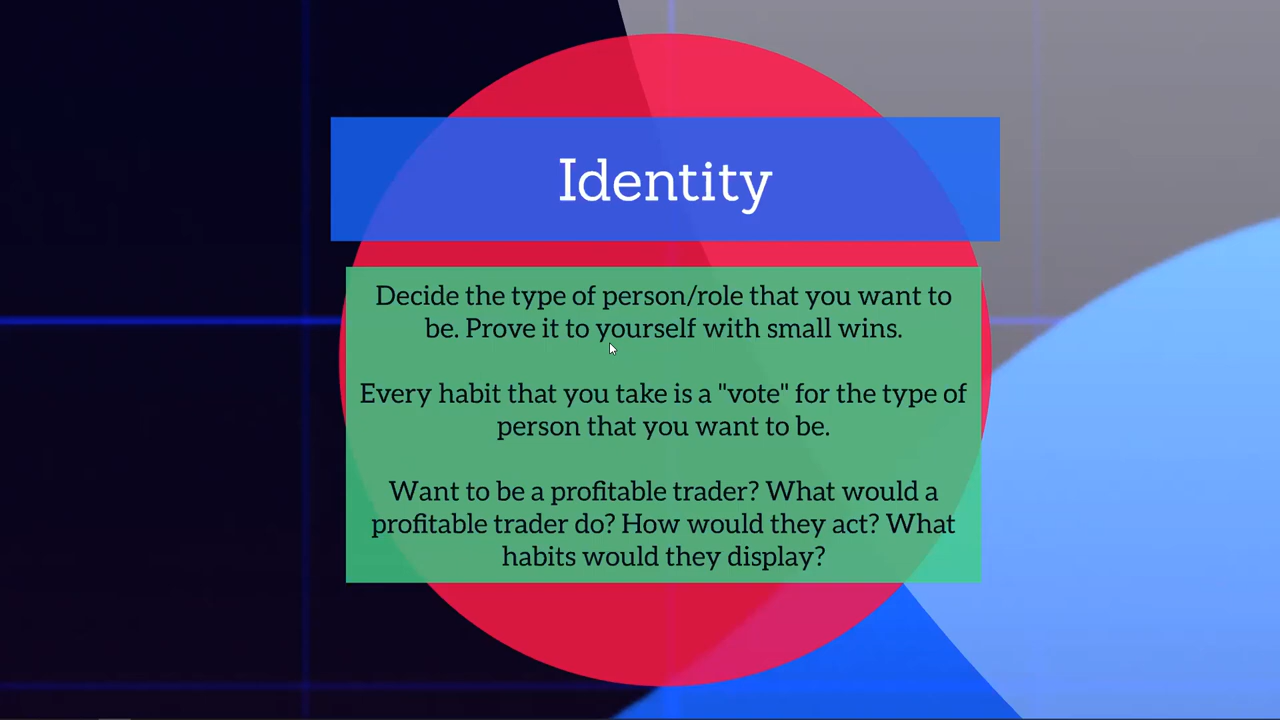 Identity
Decide the type of person/role that you want to
be. Prove it to yourself with small wins.
Every habit that you take is a "vote" for the type of
person that you want to be.
Want to be a profitable trader? What would a
profitable trader do? How would they act? What
habits would they display?